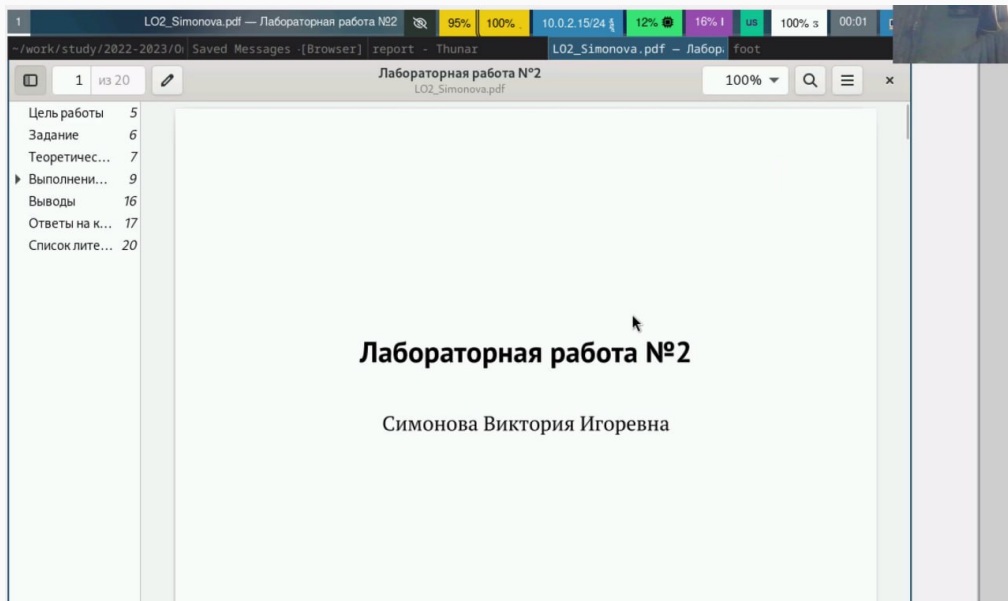 1 LO2_Simonova.pdf — Лабораторная работа №2 95% 100% 10.0.2.15/24 12% 16% us 100% 00:01
~/work/study/2022-2023/О Saved Messages -[Browser] report - Thunar LO2_Simonova.pdf — Лабор foot
1 из 20 Лабораторная работа №2 100%
LO2_Simonova.pdf
Цель работы 5
Задание 6
Теоретичес... 7
Выполнени... 9
Выводы 16
Ответы на к... 17
Список лите... 20
Лабораторная работа №2
Симонова Виктория Игоревна